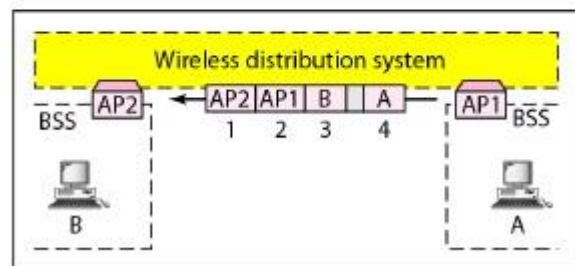 Wireless distribution system
AP2 AP2 AP1 B A AP1
BSS BSS
1 2 3 4
B A